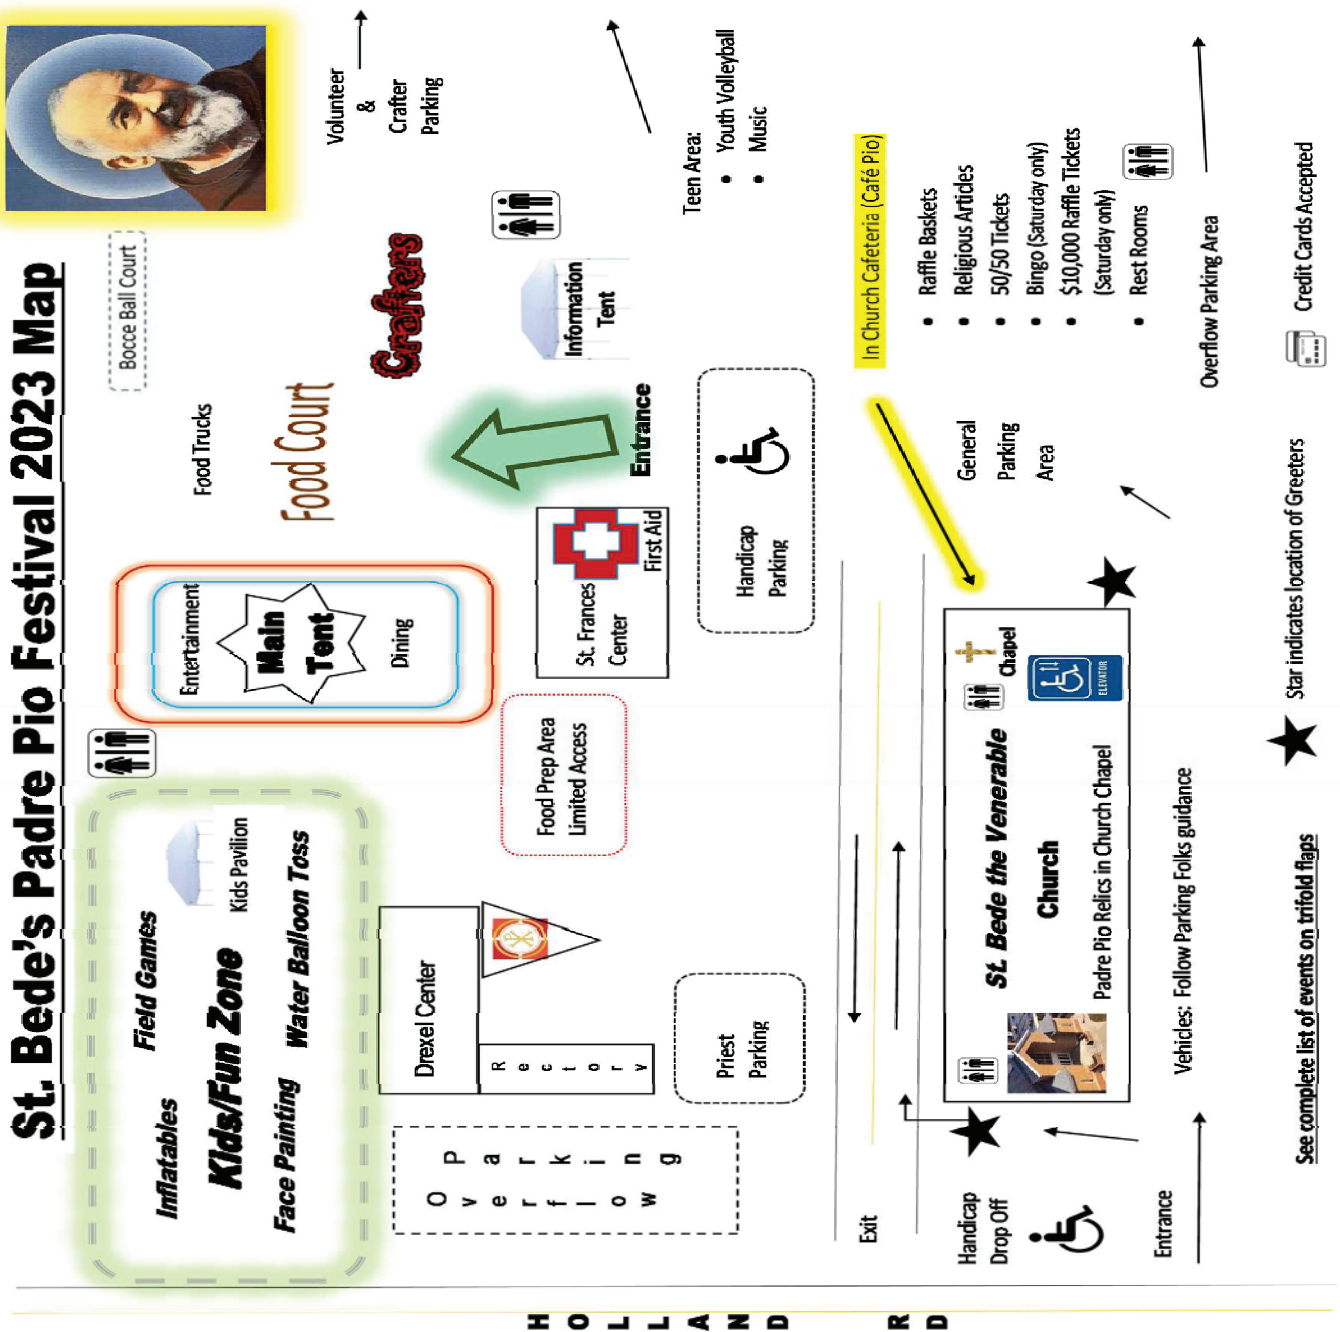 St. Bede's Padre Pio Festival 2023 Map
Inflatables
Field Games
Kids/Fun Zone
Kids Pavilion
Face Painting
Water Balloon Toss
Entertainment
Main
Tent
Dining
Food Trucks
Food Court
Bocce Ball Court
Crafters
Volunteer
&
Crafter
Parking
Overflow
Parking
Drexel Center
Rectory
Food Prep Area
Limited Access
St. Frances
Center
First Aid
Entrance
Information
Tent
Priest
Parking
Handicap
Parking
Teen Area:
• Youth Volleyball
• Music
HOLLAND RD
Exit
Handicap
Drop Off
Entrance
St. Bede the Venerable
Church
Padre Pio Relics in Church Chapel
Chapel
ELEVATOR
In Church Cafeteria (Café Pio)
• Raffle Baskets
• Religious Articles
• 50/50 Tickets
• Bingo (Saturday only)
• $10,000 Raffle Tickets
(Saturday only)
• Rest Rooms
General
Parking
Area
Vehicles: Follow Parking Folks guidance
Overflow Parking Area
See complete list of events on trifold flaps
Star indicates location of Greeters
Credit Cards Accepted